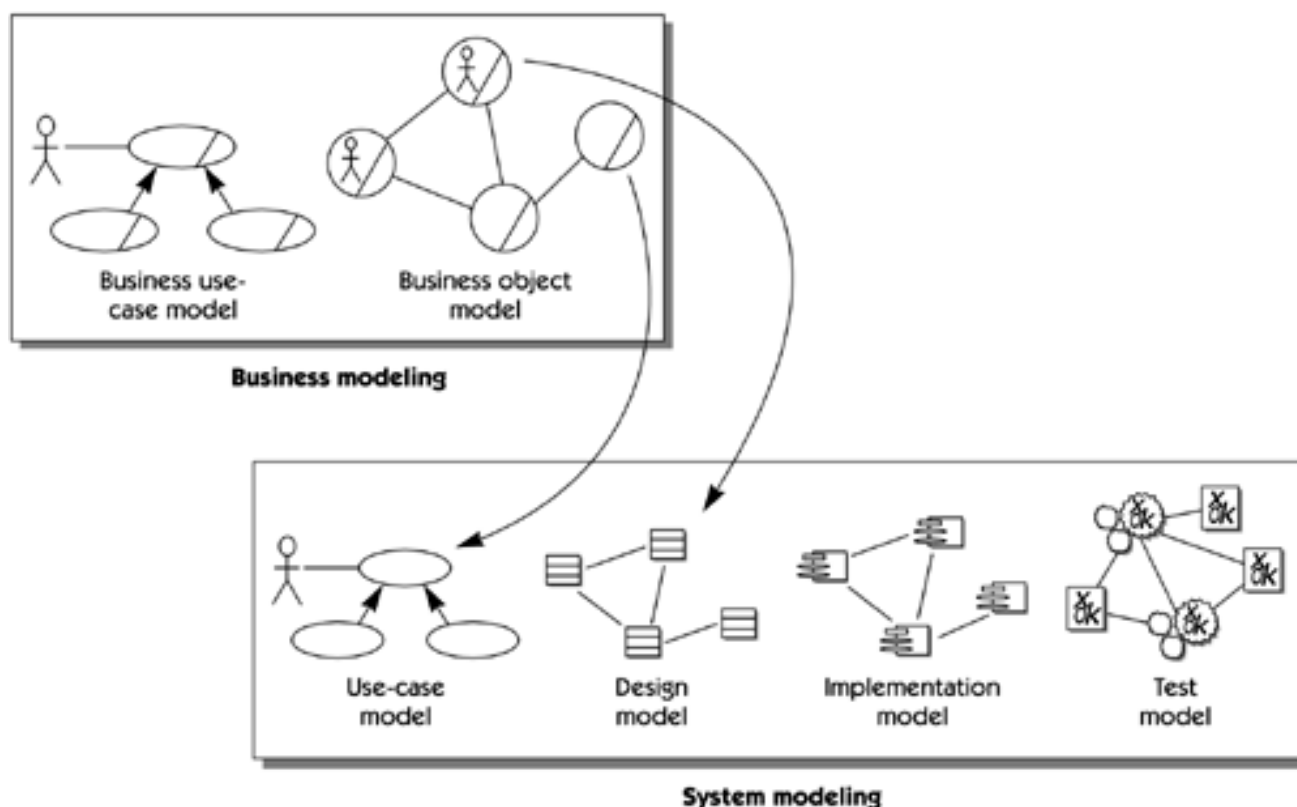 Business use-
case model
Business object
model
Business modeling
Use-case
model
Design
model
Implementation
model
Test
model
System modeling